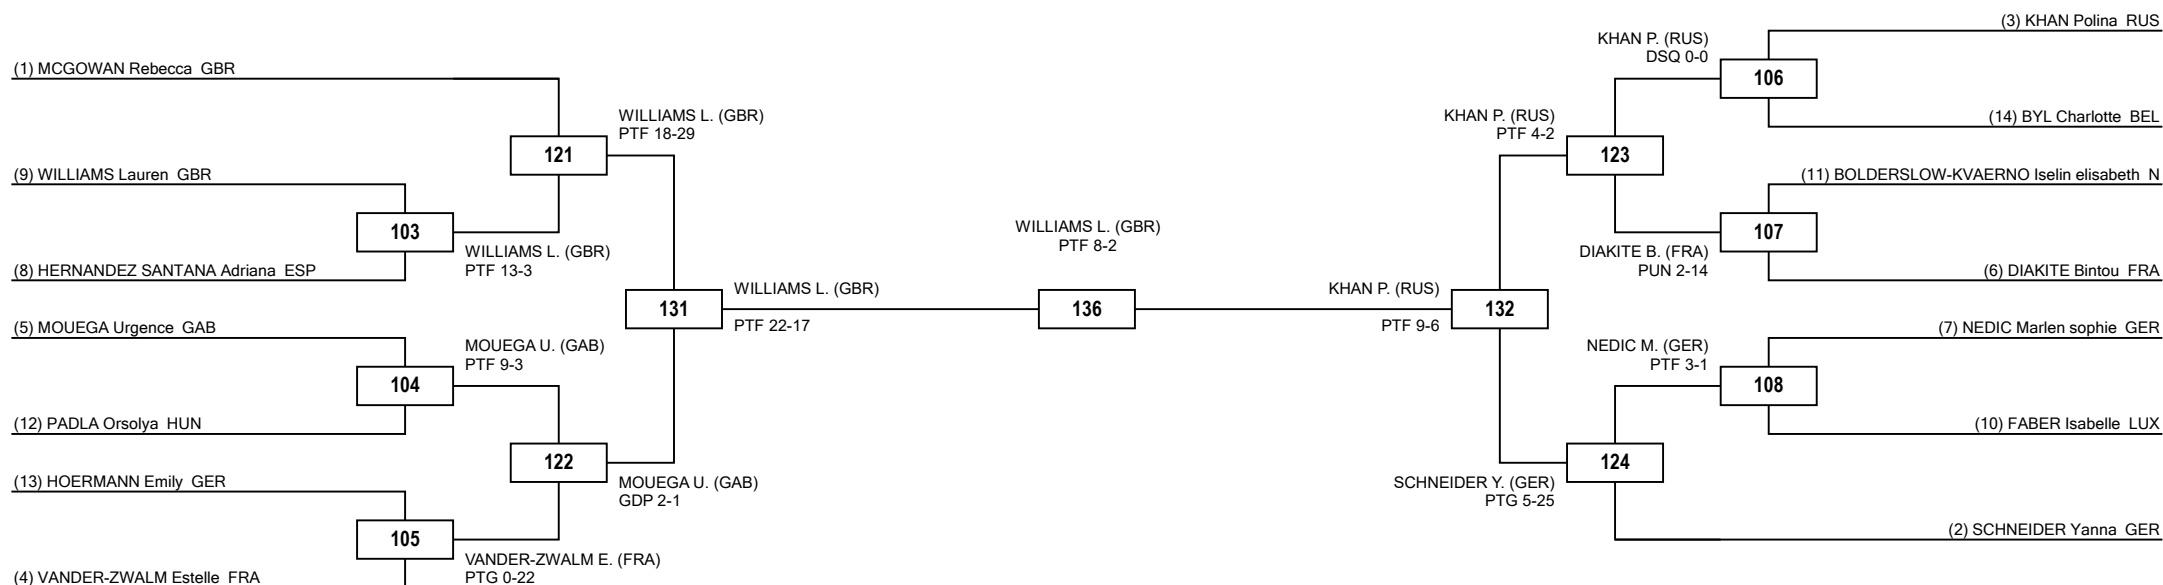 (3) KHAN Polina RUS
KHAN P. (RUS)
DSQ 0-0
(1) MCGOWAN Rebecca GBR
106
WILLIAMS L. (GBR)
PTF 18-29
KHAN P. (RUS)
PTF 4-2
(14) BYL Charlotte BEL
121
123
(9) WILLIAMS Lauren GBR
(11) BOLDERSLOW-KVAERNO Iselin elisabeth N
103
WILLIAMS L. (GBR)
PTF 8-2
107
WILLIAMS L. (GBR)
PTF 13-3
DIAKITE B. (FRA)
PUN 2-14
(8) HERNANDEZ SANTANA Adriana ESP
(6) DIAKITE Bintou FRA
131
WILLIAMS L. (GBR)
PTF 22-17
136
KHAN P. (RUS)
PTF 9-6
132
(5) MOUEGA Urgence GAB
(7) NEDIC Marlen sophie GER
MOUEGA U. (GAB)
PTF 9-3
NEDIC M. (GER)
PTF 3-1
104
108
(12) PADLA Orsolya HUN
(10) FABER Isabelle LUX
122
124
(13) HOERMANN Emily GER
MOUEGA U. (GAB)
GDP 2-1
SCHNEIDER Y. (GER)
PTG 5-25
105
(2) SCHNEIDER Yanna GER
VANDER-ZWALM E. (FRA)
PTG 0-22
(4) VANDER-ZWALM Estelle FRA